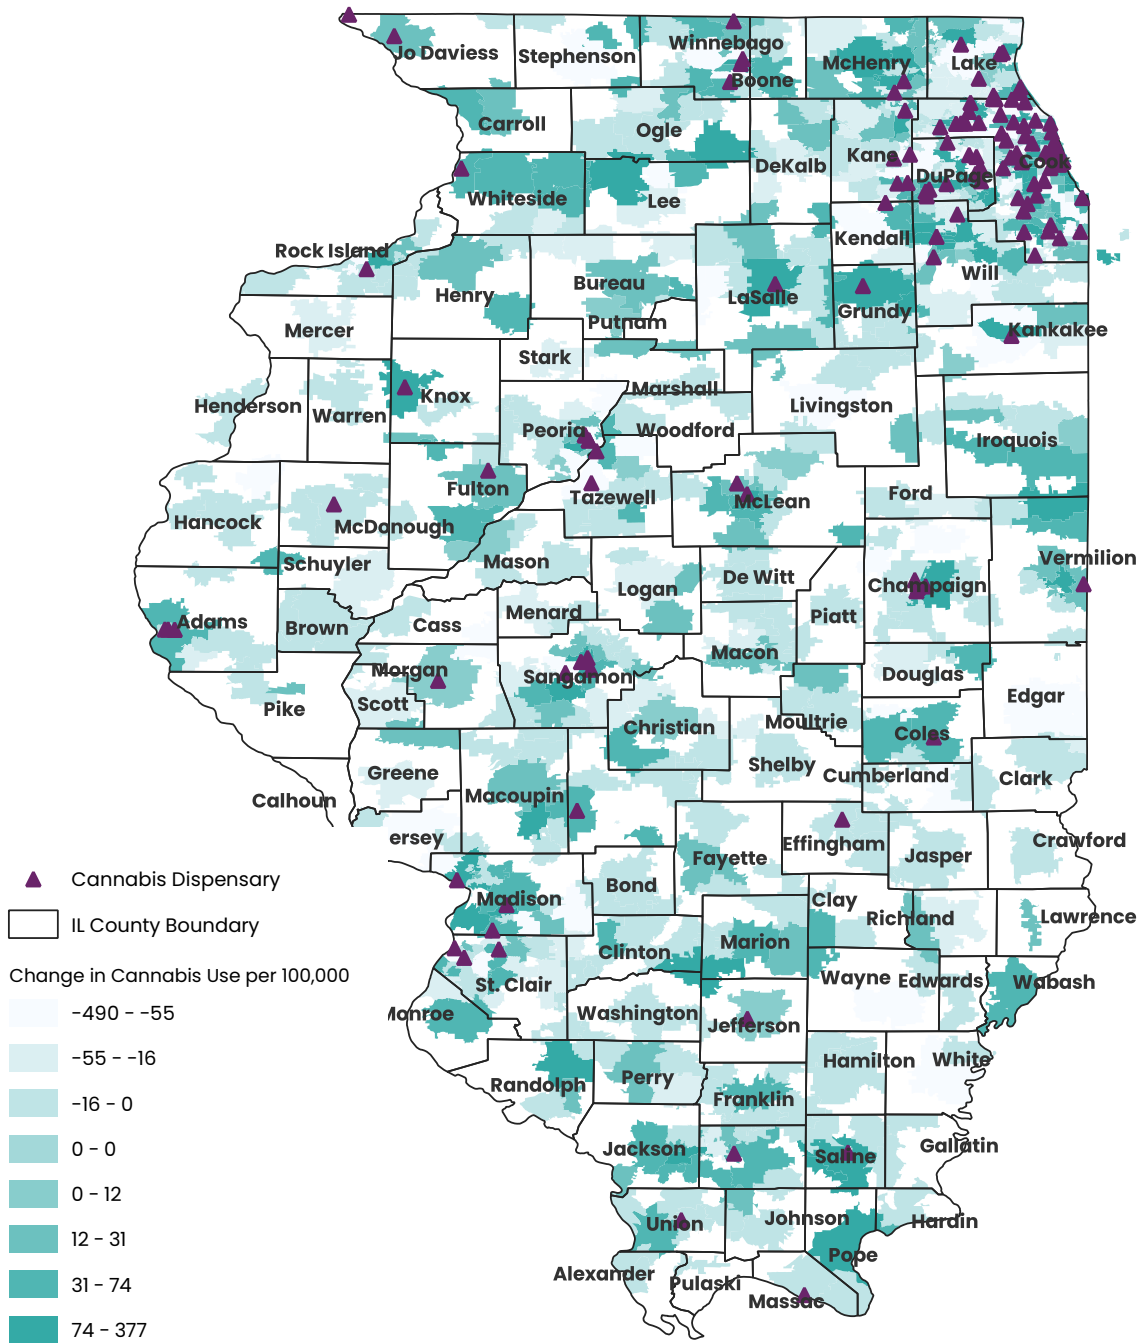 Jo Daviess
Stephenson
Winnebago
Boone
McHenry
Lake
Carroll
Ogle
DeKalb
Kane
DuPage
Cook
Whiteside
Lee
Rock Island
Kendall
Will
Henry
Bureau
LaSalle
Grundy
Mercer
Putnam
Kankakee
Stark
Marshall
Henderson
Warren
Knox
Livingston
Peoria
Woodford
Iroquois
Fulton
Tazewell
McLean
Ford
Hancock
McDonough
Schuyler
Mason
Vermilion
Logan
De Witt
Champaign
Adams
Brown
Cass
Menard
Piatt
Macon
Morgan
Sangamon
Douglas
Edgar
Scott
Pike
Christian
Moultrie
Coles
Greene
Shelby
Cumberland
Clark
Calhoun
Macoupin
ersey
Effingham
Crawford
Fayette
Jasper
Cannabis Dispensary
Bond
Madison
Clay
Richland
Lawrence
IL County Boundary
Clinton
Marion
Change in Cannabis Use per 100,000
St. Clair
Wayne
Edwards
Wabash
-490 - -55
Monroe
Washington
Jefferson
-55 - -16
Hamilton
White
Randolph
Perry
-16 - 0
Franklin
0 - 0
Jackson
Saline
Gallatin
0 - 12
Union
Johnson
Hardin
12 - 31
Pope
Alexander
Pulaski
31 - 74
Massac
74 - 377